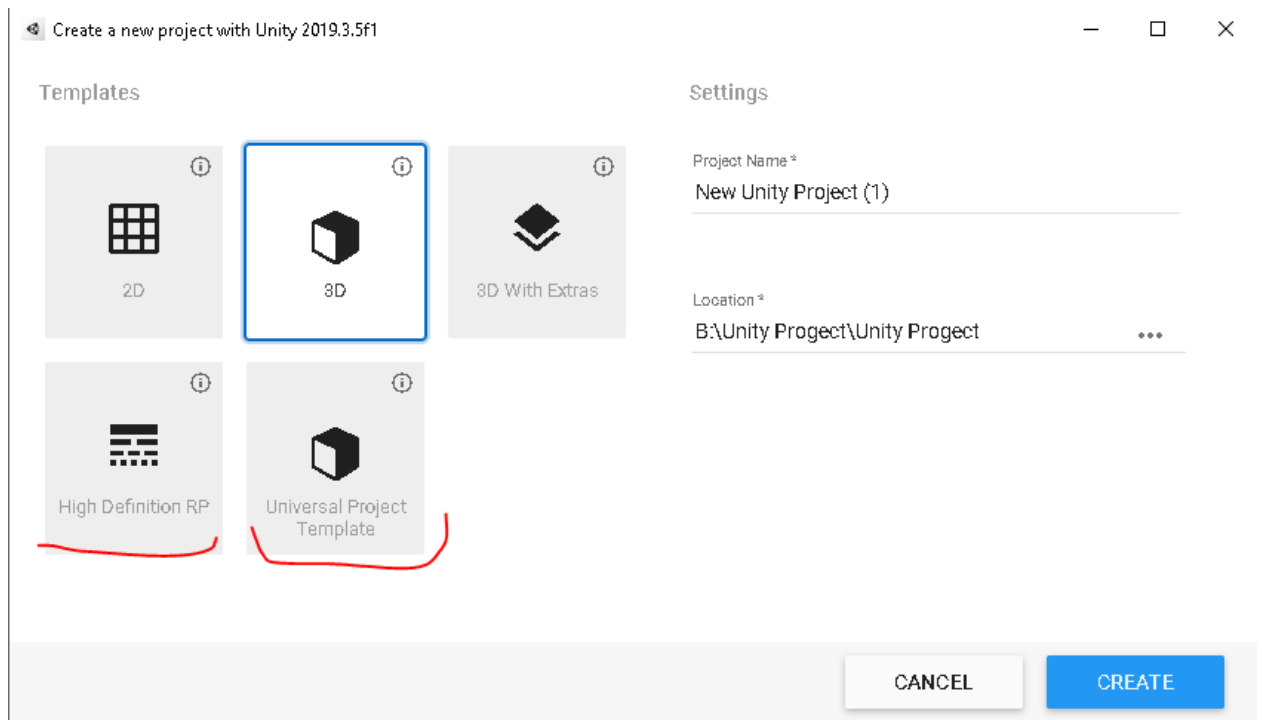 Create a new project with Unity 2019.3.5f1
Templates
2D
3D
3D With Extras
High Definition RP
Universal Project
Template
Settings
Project Name *
New Unity Project (1)
Location *
B:\Unity Progect\Unity Progect
CANCEL
CREATE